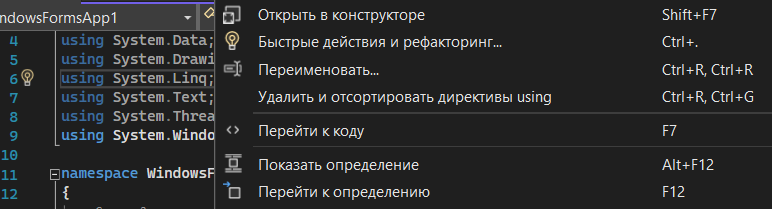 ndowsFormsApp1
4 using System.Data;
5 using System.Drawi
6 using System.Linq;
7 using System.Text;
8 using System.Threa
9 using System.Windo
10
11 namespace WindowsF
12 {
Открыть в конструкторе Shift+F7
Быстрые действия и рефакторинг... Ctrl+.
Переименовать... Ctrl+R, Ctrl+R
Удалить и отсортировать директивы using Ctrl+R, Ctrl+G
Перейти к коду F7
Показать определение Alt+F12
Перейти к определению F12